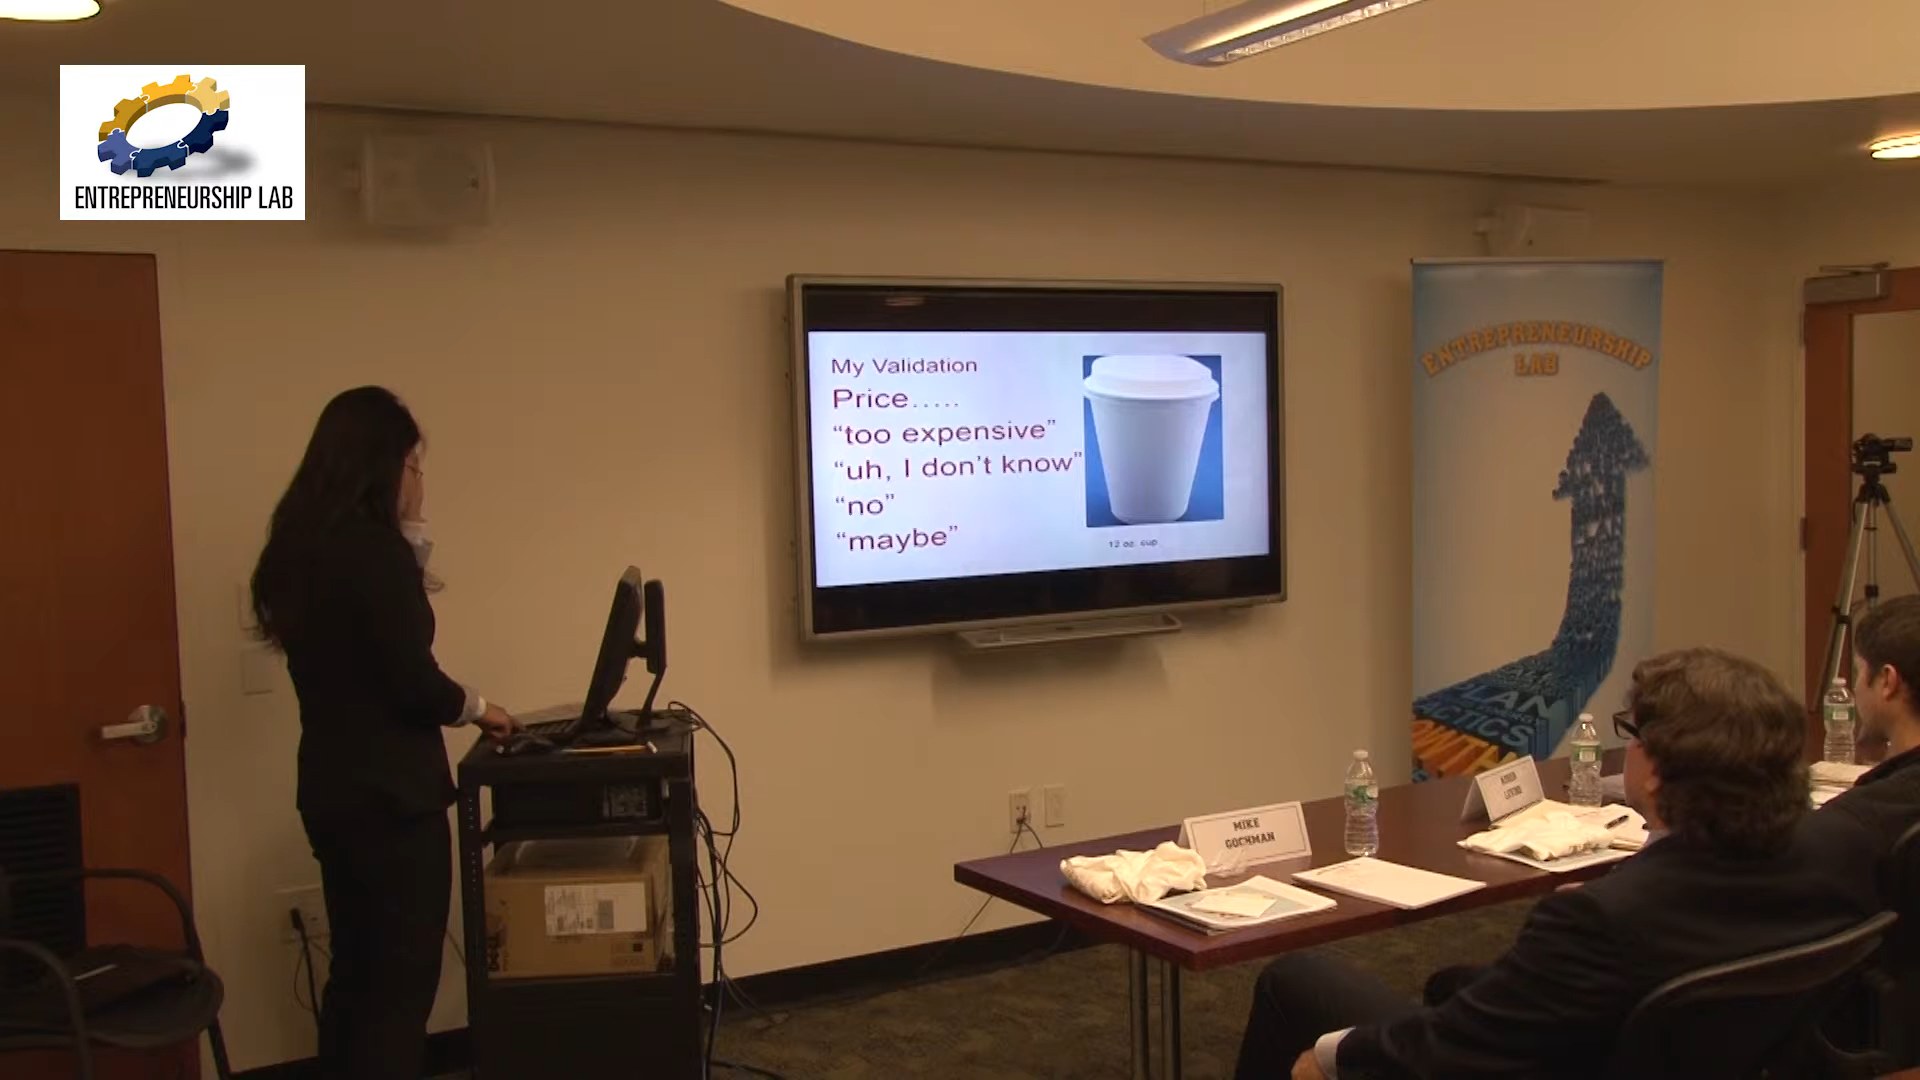 ENTREPRENEURSHIP LAB
My Validation
Price.....
“too expensive”
“uh, I don’t know”
“no”
“maybe”
12 oz. cup
ENTREPRENEURSHIP
LAB
PLAN
MIKE
GOCHMAN